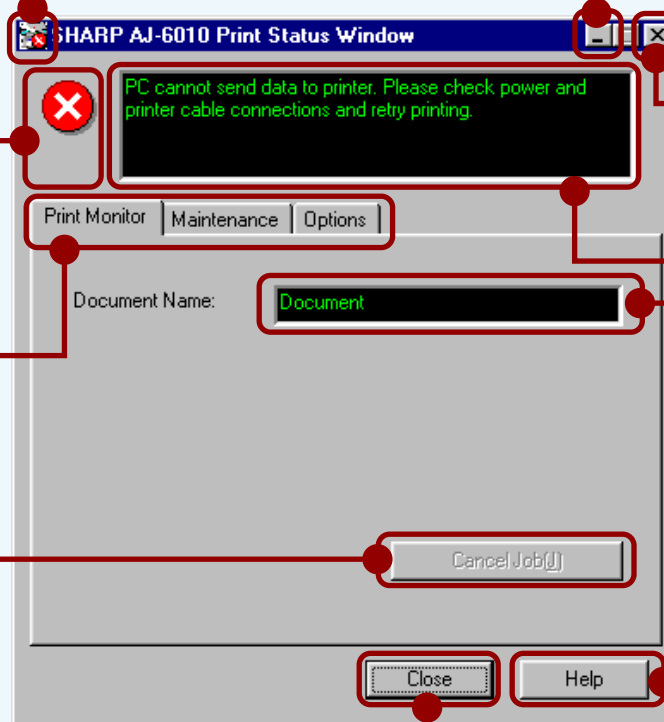 SHARP AJ-6010 Print Status Window
PC cannot send data to printer. Please check power and
printer cable connections and retry printing.
Print Monitor Maintenance Options
Document Name: Document
Cancel Job(J)
Close Help